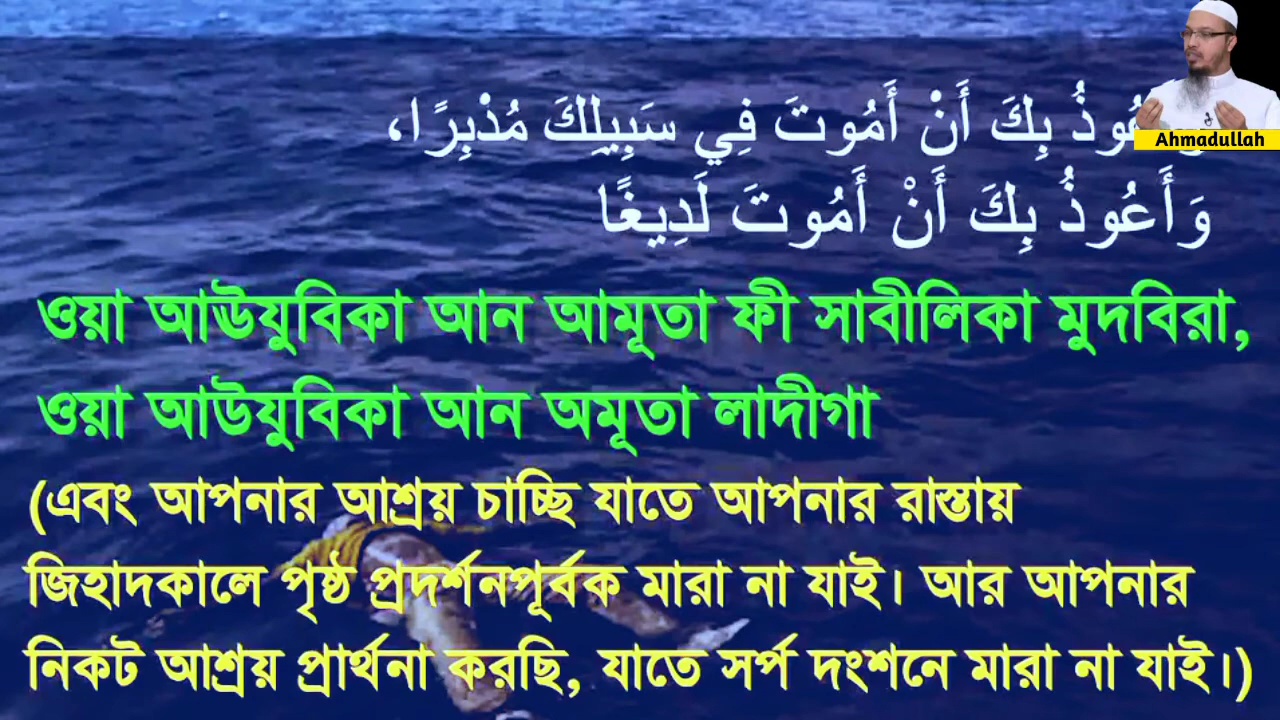 Ahmadullah
عُوذُ بِكَ أَنْ أَمُوتَ فِي سَبِيلِكَ مُدْبِرًا،
وَأَعُوذُ بِكَ أَنْ أَمُوتَ لَدِيغًا
ওয়া আঊযুবিকা আন আমূতা ফী সাবীলিকা মুদবিরা,
ওয়া আউযুবিকা আন অমূতা লাদীগা
(এবং আপনার আশ্রয় চাচ্ছি যাতে আপনার রাস্তায়
জিহাদকালে পৃষ্ঠ প্রদর্শনপূর্বক মারা না যাই। আর আপনার
নিকট আশ্রয় প্রার্থনা করছি, যাতে সর্প দংশনে মারা না যাই।)